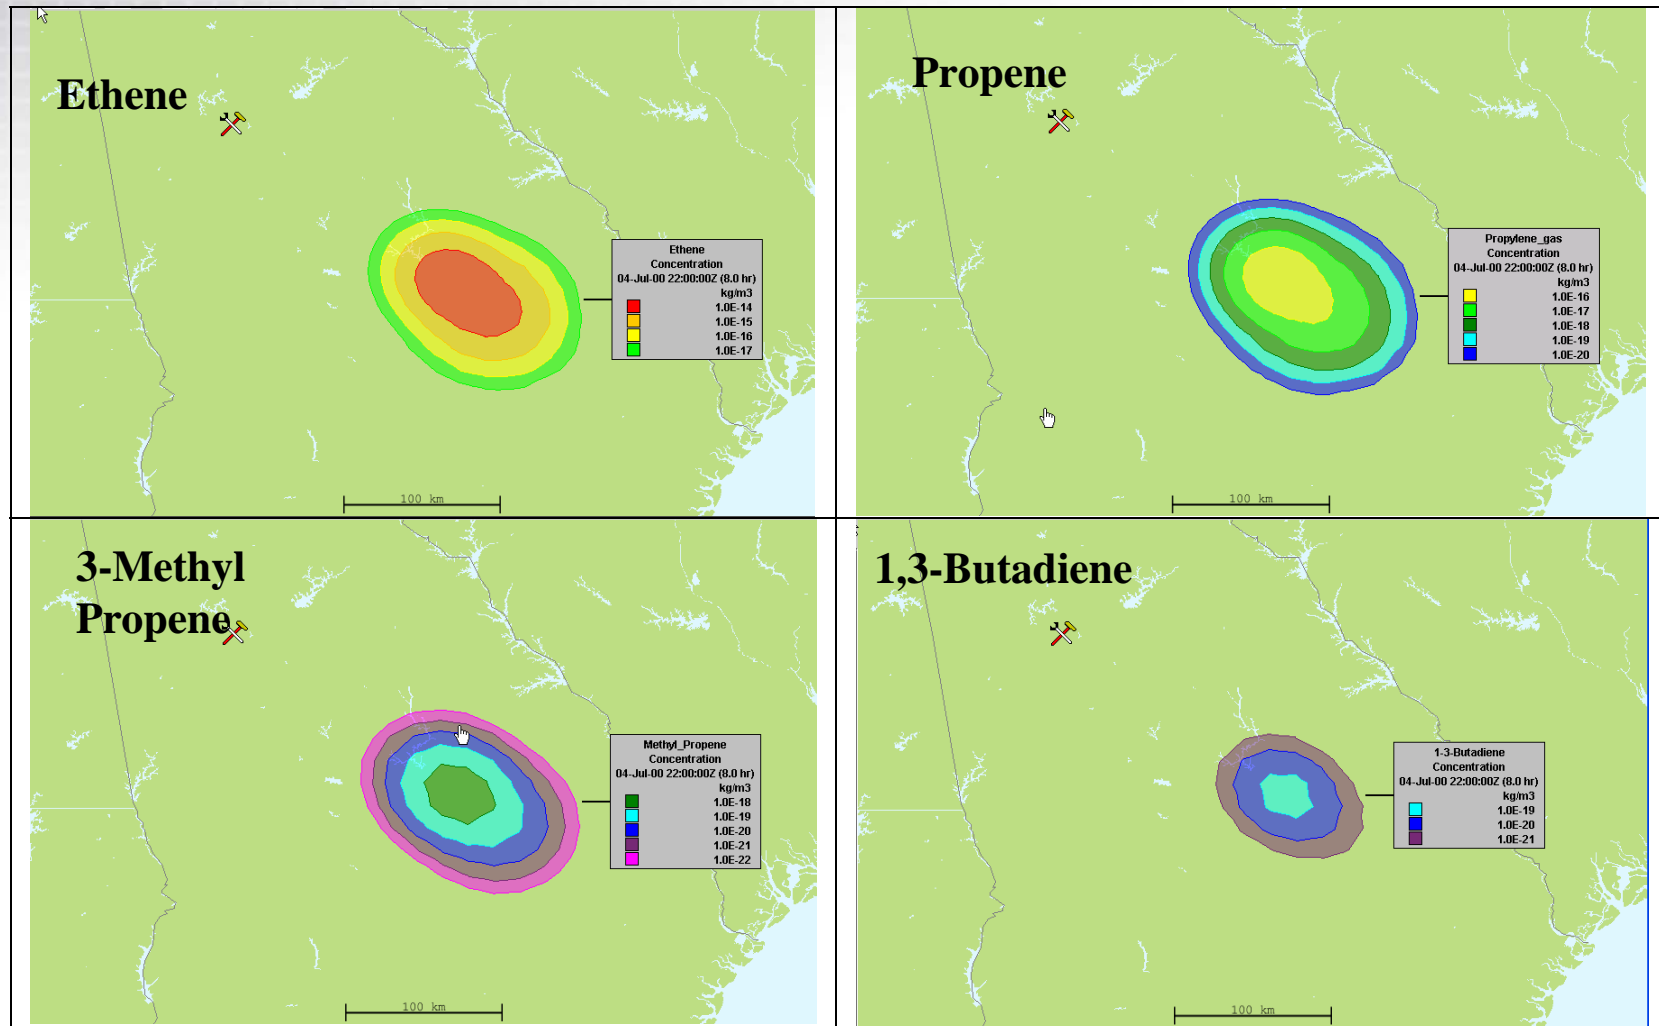 Ethene
Ethene
Concentration
04-Jul-00 22:00:00Z (8.0 hr)
kg/m3
1.0E-14
1.0E-15
1.0E-16
1.0E-17
100 km
Propene
Propylene_gas
Concentration
04-Jul-00 22:00:00Z (8.0 hr)
kg/m3
1.0E-16
1.0E-17
1.0E-18
1.0E-19
1.0E-20
100 km
3-Methyl
Propene
Methyl_Propene
Concentration
04-Jul-00 22:00:00Z (8.0 hr)
kg/m3
1.0E-18
1.0E-19
1.0E-20
1.0E-21
1.0E-22
100 km
1,3-Butadiene
1-3-Butadiene
Concentration
04-Jul-00 22:00:00Z (8.0 hr)
kg/m3
1.0E-19
1.0E-20
1.0E-21
100 km